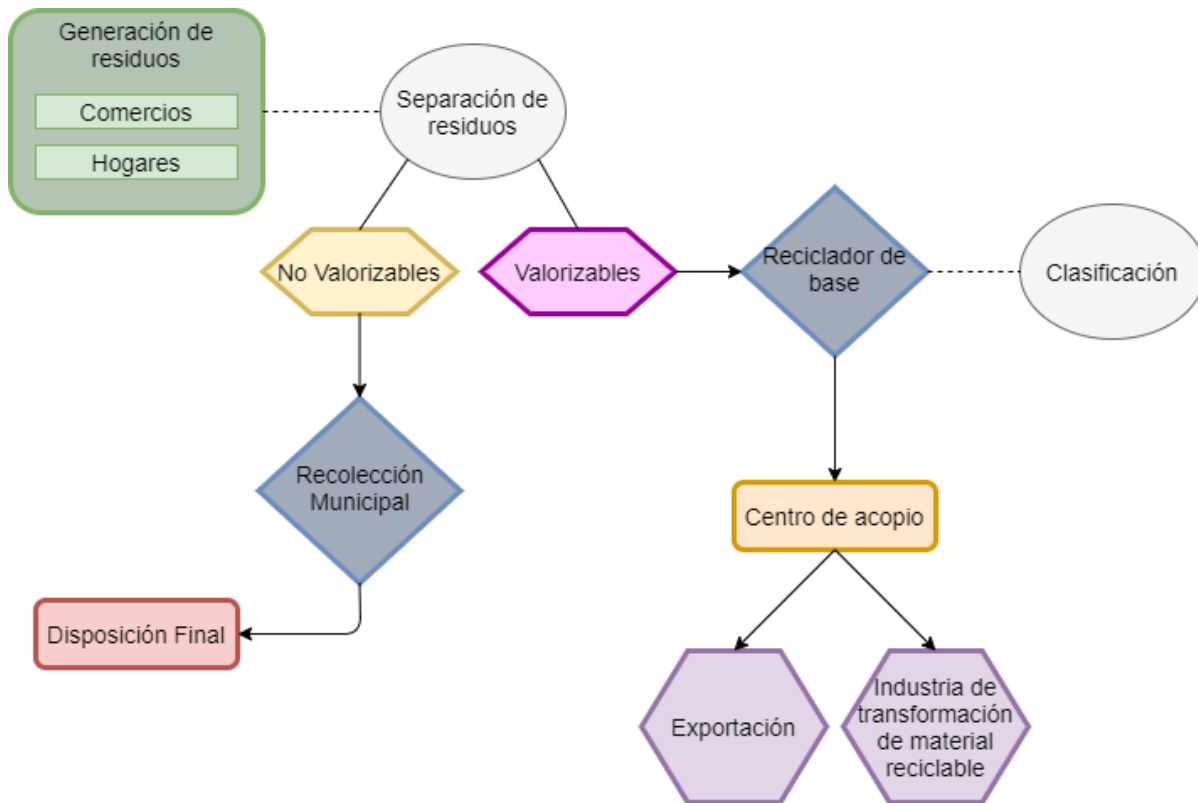 Generación de
residuos
Comercios
Hogares
Separación de
residuos
No Valorizables
Valorizables
Reciclador de
base
Clasificación
Recolección
Municipal
Centro de acopio
Disposición Final
Exportación
Industria de
transformación
de material
reciclable